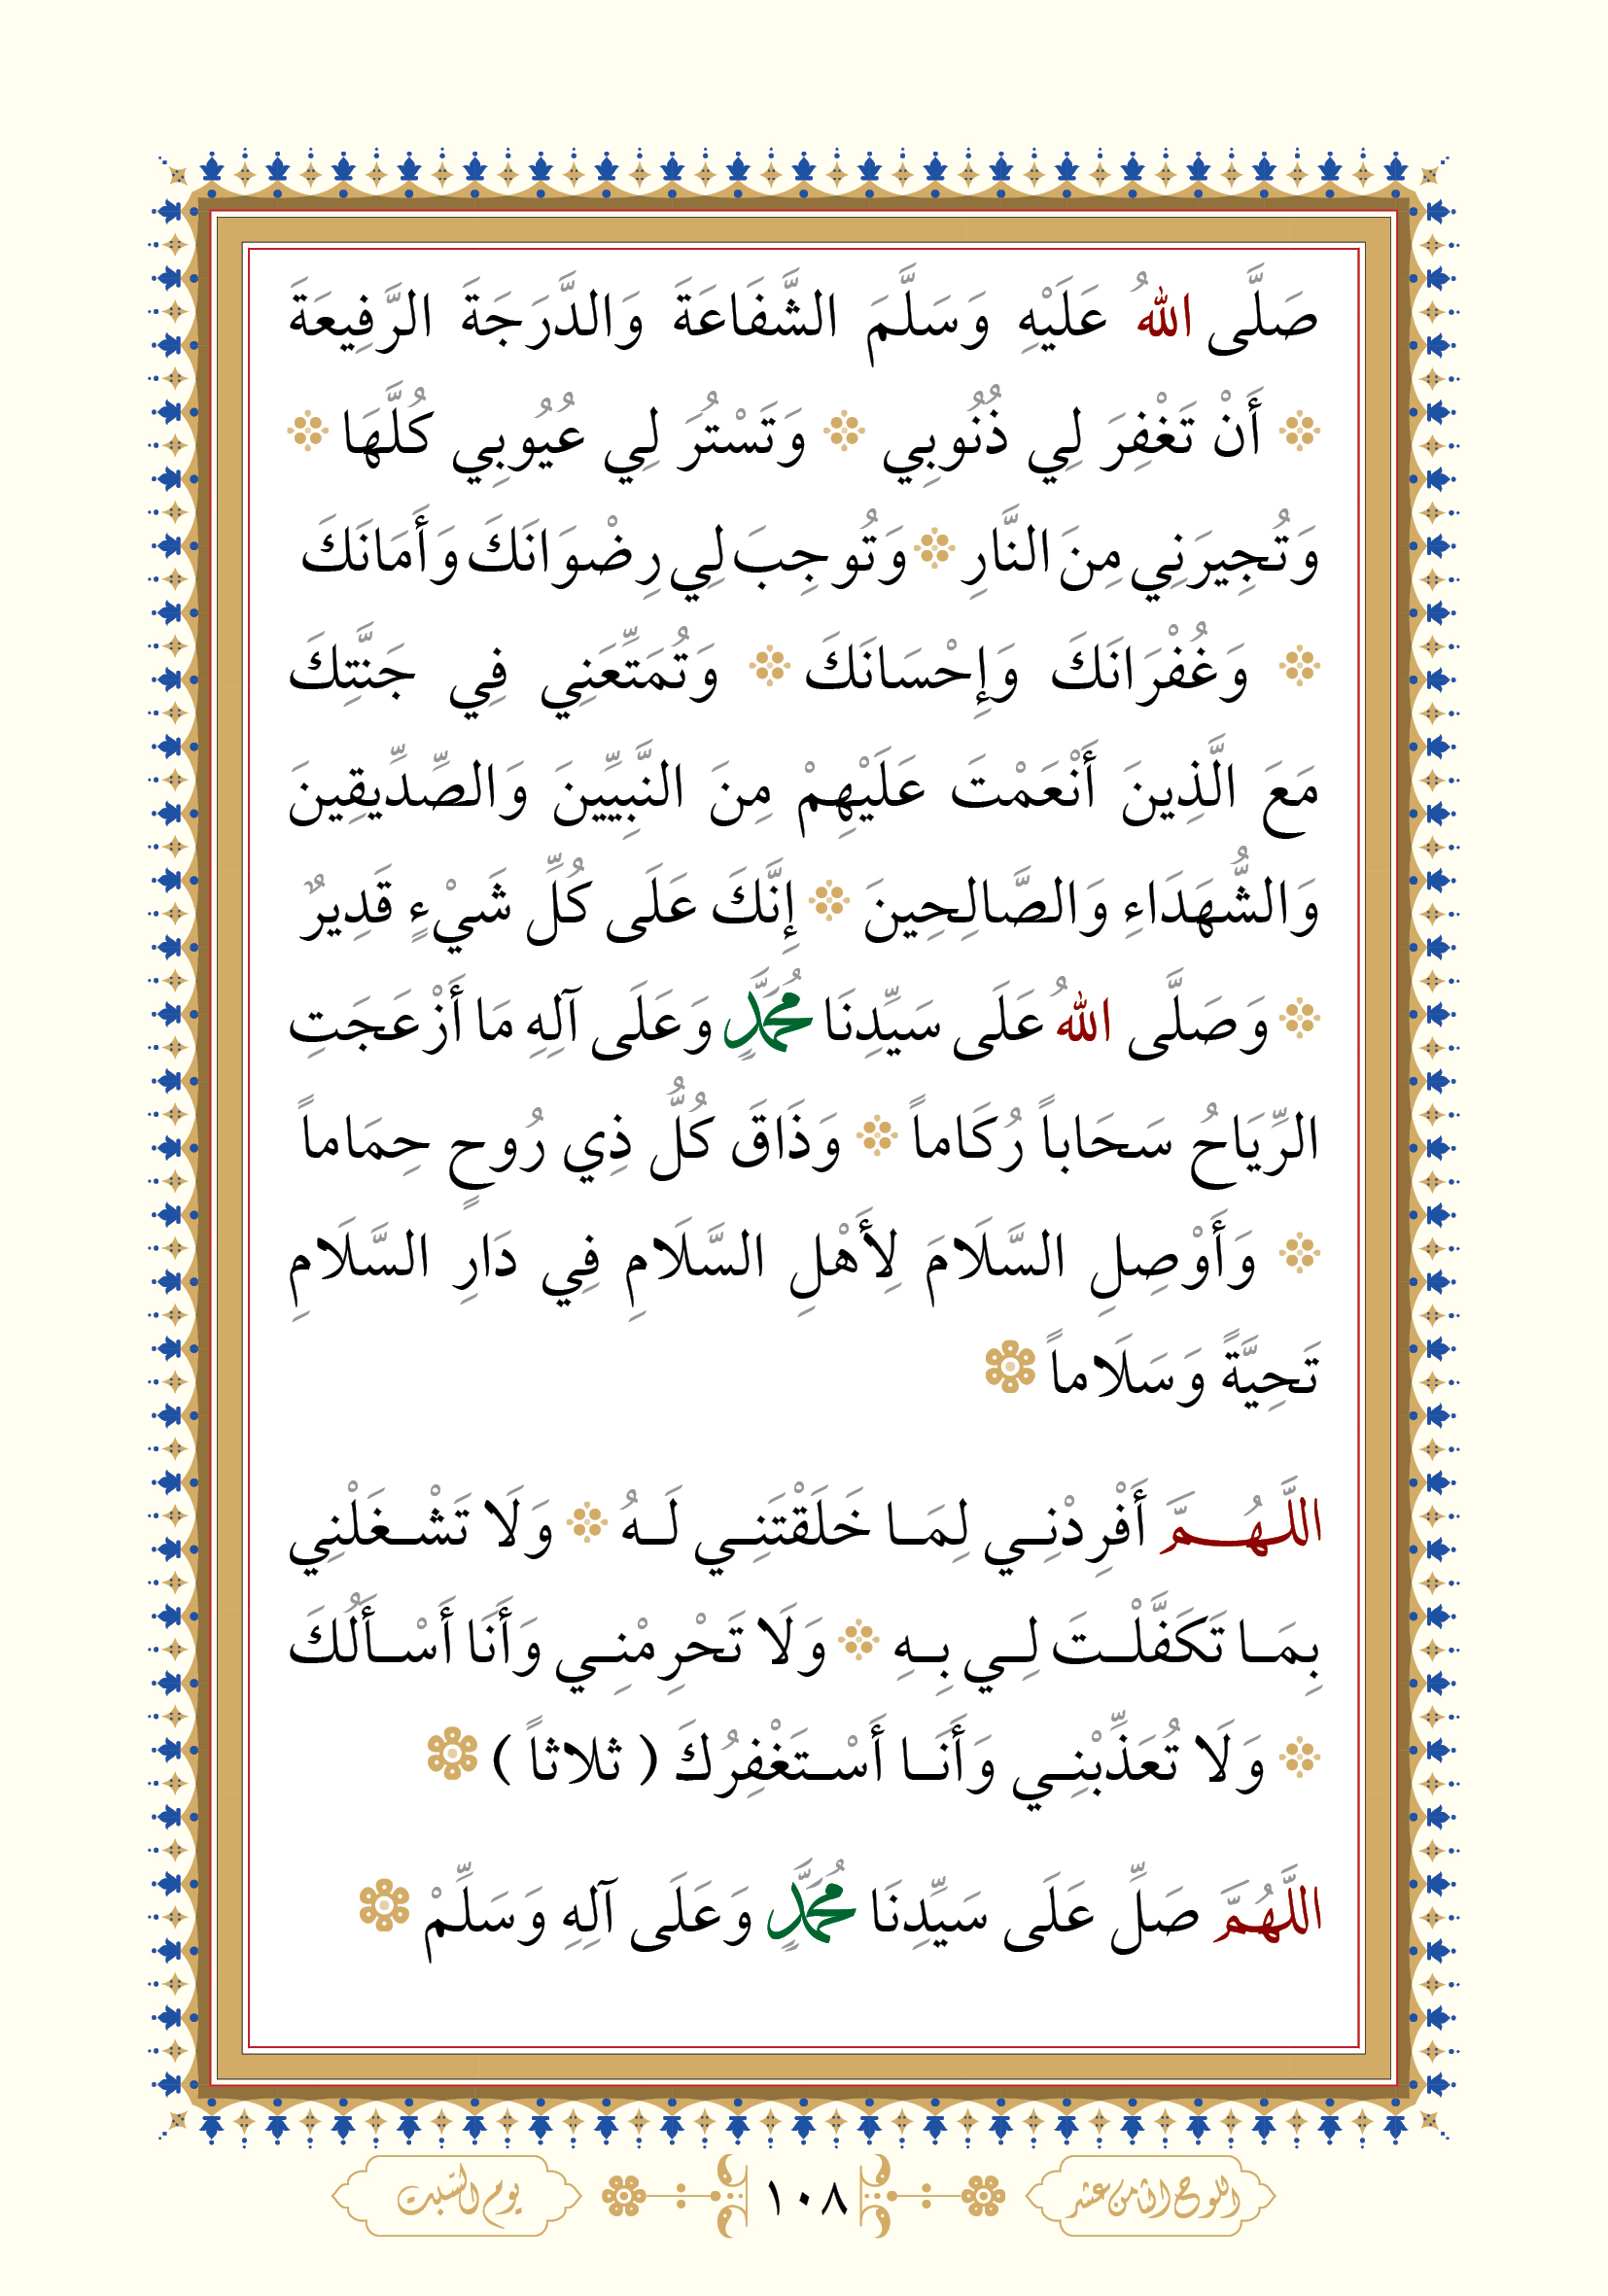 صَلَّى اللهُ عَلَيْهِ وَسَلَّمَ الشَّفَاعَةَ وَالدَّرَجَةَ الرَّفِيعَةَ
أَنْ تَغْفِرَ لِي ذُنُوبِي وَتَسْتُرَ لِي عُيُوبِي كُلَّهَا
وَتُجِيرَنِي مِنَ النَّارِ وَتُوجِبَ لِي رِضْوَانَكَ وَأَمَانَكَ
وَغُفْرَانَكَ وَإِحْسَانَكَ وَتُمَتِّعَنِي فِي جَنَّتِكَ
مَعَ الَّذِينَ أَنْعَمْتَ عَلَيْهِمْ مِنَ النَّبِيِّينَ وَالصِّدِّيقِينَ
وَالشُّهَدَاءِ وَالصَّالِحِينَ إِنَّكَ عَلَى كُلِّ شَيْءٍ قَدِيرٌ
وَصَلَّى اللهُ عَلَى سَيِّدِنَا مُحَمَّدٍ وَعَلَى آلِهِ مَا أَزْعَجَتِ
الرِّيَاحُ سَحَاباً رُكَاماً وَذَاقَ كُلُّ ذِي رُوحٍ حِمَاماً
وَأَوْصِلِ السَّلَامَ لِأَهْلِ السَّلَامِ فِي دَارِ السَّلَامِ
تَحِيَّةً وَسَلَاماً
اللَّهُمَّ أَفْرِدْنِي لِمَا خَلَقْتَنِي لَهُ وَلَا تَشْغَلْنِي
بِمَا تَكَفَّلْتَ لِي بِهِ وَلَا تَحْرِمْنِي وَأَنَا أَسْأَلُكَ
وَلَا تُعَذِّبْنِي وَأَنَا أَسْتَغْفِرُكَ ( ثلاثاً )
اللَّهُمَّ صَلِّ عَلَى سَيِّدِنَا مُحَمَّدٍ وَعَلَى آلِهِ وَسَلِّمْ
اللوح الثامن عشر ١٠٨ يوم السّبت